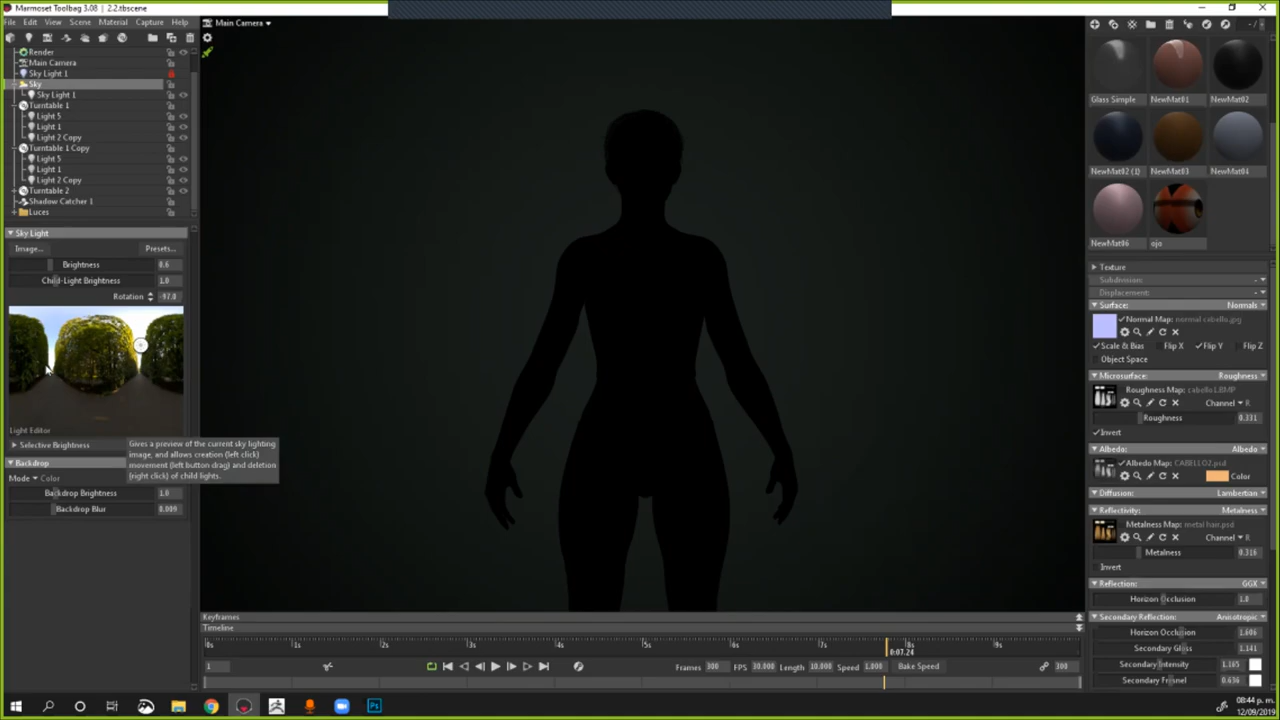 Marmoset Toolbag 3.08 | 2.2.tbscene
File Edit View Scene Material Capture Help
Main Camera
Render
Main Camera
Sky Light 1
Sky
Sky Light 1
Turntable 1
Light 5
Light 1
Light 2 Copy
Turntable 1 Copy
Light 5
Light 1
Light 2 Copy
Turntable 2
Shadow Catcher 1
Luces
Sky Light
Image... Presets...
Brightness 0.6
Child-Light Brightness 1.0
Rotation -97.0
Light Editor
Selective Brightness
Gives a preview of the current sky lighting
image, and allows creation (left click)
movement (left button drag) and deletion
(right click) of child lights.
Backdrop
Mode Color
Backdrop Brightness 1.0
Backdrop Blur 0.009
Keyframes
Timeline
0s 1s 2s 3s 4s 5s 6s 7s 8s 9s
0:07.24
1 Frames 300 FPS 30.000 Length 10.000 Speed 1.000 Bake Speed 300
Glass Simple NewMat01 NewMat02
NewMat02 (1) NewMat03 NewMat04
NewMat06 ojo
Texture
Subdivision: -
Displacement: -
Surface: Normals
Normal Map: normal cabello.jpg
Scale & Bias Flip X Flip Y Flip Z
Object Space
Microsurface: Roughness
Roughness Map: cabello1.BMP
Channel R
Roughness 0.331
Invert
Albedo: Albedo
Albedo Map: CABELLO2.psd
Color
Diffusion: Lambertian
Reflectivity: Metalness
Metalness Map: metal hair.psd
Channel R
Metalness 0.316
Invert
Reflection: GGX
Horizon Occlusion 1.0
Secondary Reflection: Anisotropic
Horizon Occlusion 1.606
Secondary Gloss 1.141
Secondary Intensity 1.165
Secondary Fresnel 0.636
08:44 p. m.
12/09/2019